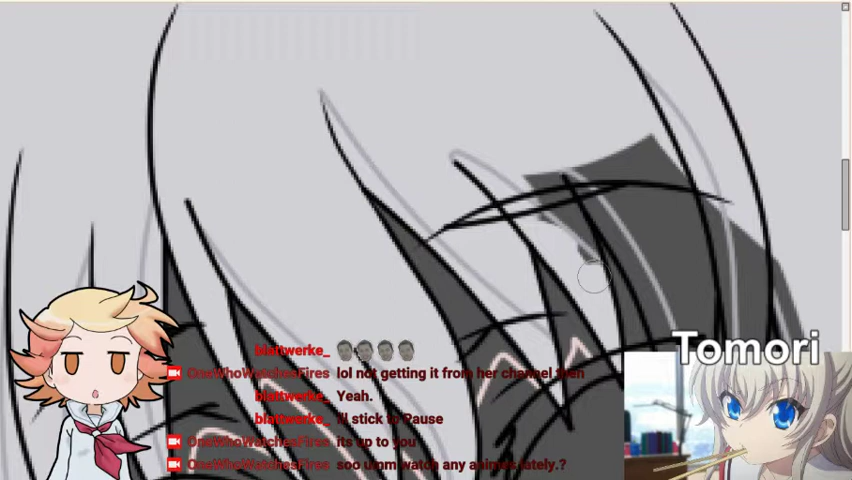 Tomori
blattwerke_
OneWhoWatchesFires lol not getting it from her channel then
blattwerke_ Yeah.
blattwerke_ I'll stick to Pause
OneWhoWatchesFires its up to you
OneWhoWatchesFires soo umm watch any animes lately.?